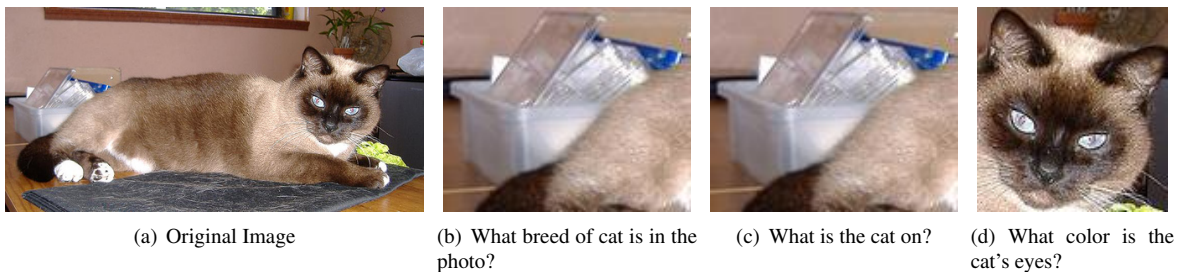 (a) Original Image
(b) What breed of cat is in the
photo?
(c) What is the cat on?
(d) What color is the
cat's eyes?